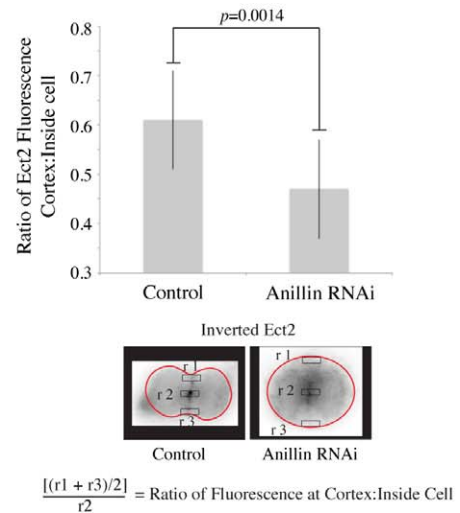 p=0.0014
Ratio of Ect2 Fluorescence
Cortex:Inside cell
0.8
0.7
0.6
0.5
0.4
0.3
Control
Anillin RNAi
Inverted Ect2
r 1
r 2
r 3
r 1
r 2
r 3
Control
Anillin RNAi
[(r1 + r3)/2]
r2
= Ratio of Fluorescence at Cortex:Inside Cell